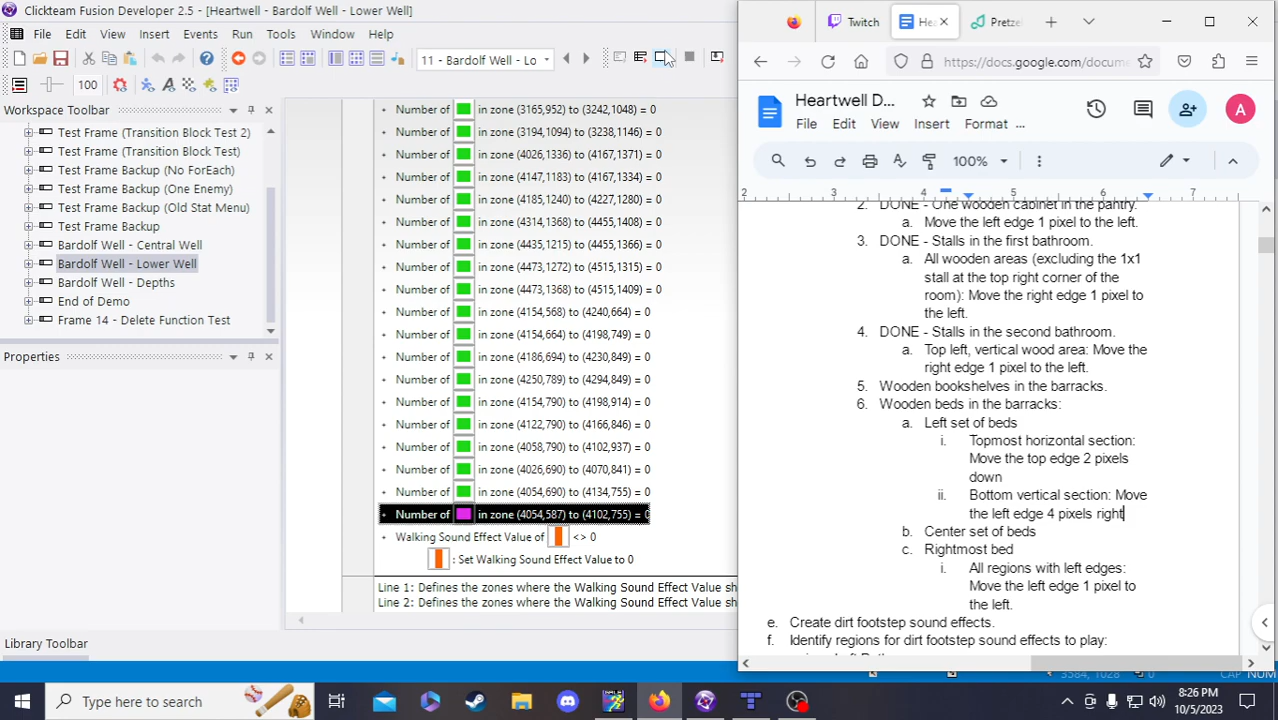 Clickteam Fusion Developer 2.5 - [Heartwell - Bardolf Well - Lower Well]
File Edit View Insert Events Run Tools Window Help
11 - Bardolf Well - Lo
100
Workspace Toolbar
Test Frame (Transition Block Test 2)
Test Frame (Transition Block Test)
Test Frame Backup (No ForEach)
Test Frame Backup (One Enemy)
Test Frame Backup (Old Stat Menu)
Test Frame Backup
Bardolf Well - Central Well
Bardolf Well - Lower Well
Bardolf Well - Depths
End of Demo
Frame 14 - Delete Function Test
Properties
Library Toolbar
Number of in zone (3165,952) to (3242,1048) = 0
Number of in zone (3194,1094) to (3238,1146) = 0
Number of in zone (4026,1336) to (4167,1371) = 0
Number of in zone (4147,1183) to (4167,1334) = 0
Number of in zone (4185,1240) to (4227,1280) = 0
Number of in zone (4314,1368) to (4455,1408) = 0
Number of in zone (4435,1215) to (4455,1366) = 0
Number of in zone (4473,1272) to (4515,1315) = 0
Number of in zone (4473,1368) to (4515,1409) = 0
Number of in zone (4154,568) to (4240,664) = 0
Number of in zone (4154,664) to (4198,749) = 0
Number of in zone (4186,694) to (4230,849) = 0
Number of in zone (4250,789) to (4294,849) = 0
Number of in zone (4154,790) to (4198,914) = 0
Number of in zone (4122,790) to (4166,846) = 0
Number of in zone (4058,790) to (4102,937) = 0
Number of in zone (4026,690) to (4070,841) = 0
Number of in zone (4054,690) to (4134,755) = 0
Number of in zone (4054,587) to (4102,755) = 0
Walking Sound Effect Value of <> 0
: Set Walking Sound Effect Value to 0
Line 1: Defines the zones where the Walking Sound Effect Value sh
Line 2: Defines the zones where the Walking Sound Effect Value sh
Twitch
Hea
Pretzel
https://docs.google.com/docum
Heartwell D...
A
File Edit View Insert Format ...
100%
2 3 4 5 6 7
2. DONE - One wooden cabinet in the pantry.
a. Move the left edge 1 pixel to the left.
3. DONE - Stalls in the first bathroom.
a. All wooden areas (excluding the 1x1
stall at the top right corner of the
room): Move the right edge 1 pixel to
the left.
4. DONE - Stalls in the second bathroom.
a. Top left, vertical wood area: Move the
right edge 1 pixel to the left.
5. Wooden bookshelves in the barracks.
6. Wooden beds in the barracks:
a. Left set of beds
i. Topmost horizontal section:
Move the top edge 2 pixels
down
ii. Bottom vertical section: Move
the left edge 4 pixels right
b. Center set of beds
c. Rightmost bed
i. All regions with left edges:
Move the left edge 1 pixel to
the left.
e. Create dirt footstep sound effects.
f. Identify regions for dirt footstep sound effects to play:
3584, 1028
0
CAP
Type here to search
8:26 PM
10/5/2023